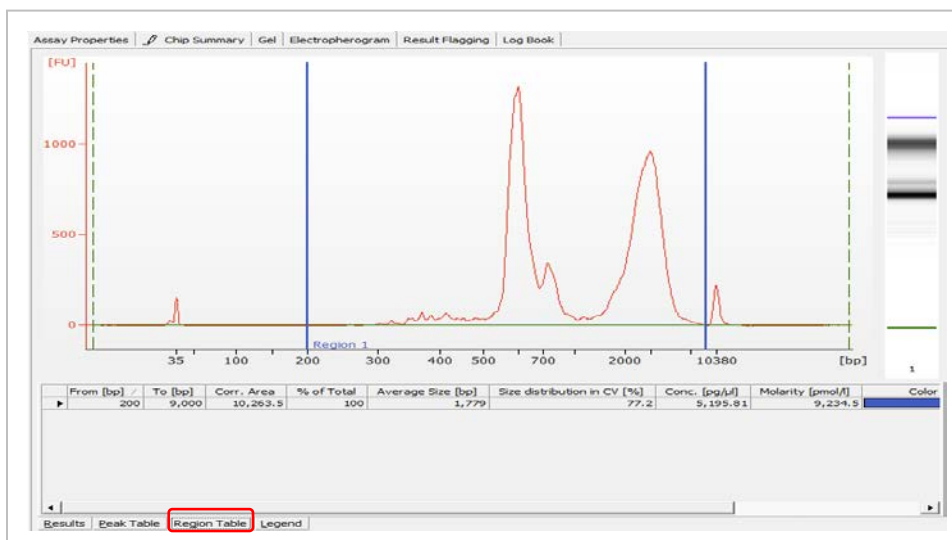 Assay Properties Chip Summary Gel Electropherogram Result Flagging Log Book
[FU]
1000
500
0
Region 1
35 100 200 300 400 500 700 2000 10380 [bp]
1
From [bp] / To [bp] Corr. Area % of Total Average Size [bp] Size distribution in CV [%] Conc. [pg/µl] Molarity [pmol/l] Color
200 9,000 10,263.5 100 1,779 77.2 5,195.81 9,234.5
Results Peak Table Region Table Legend